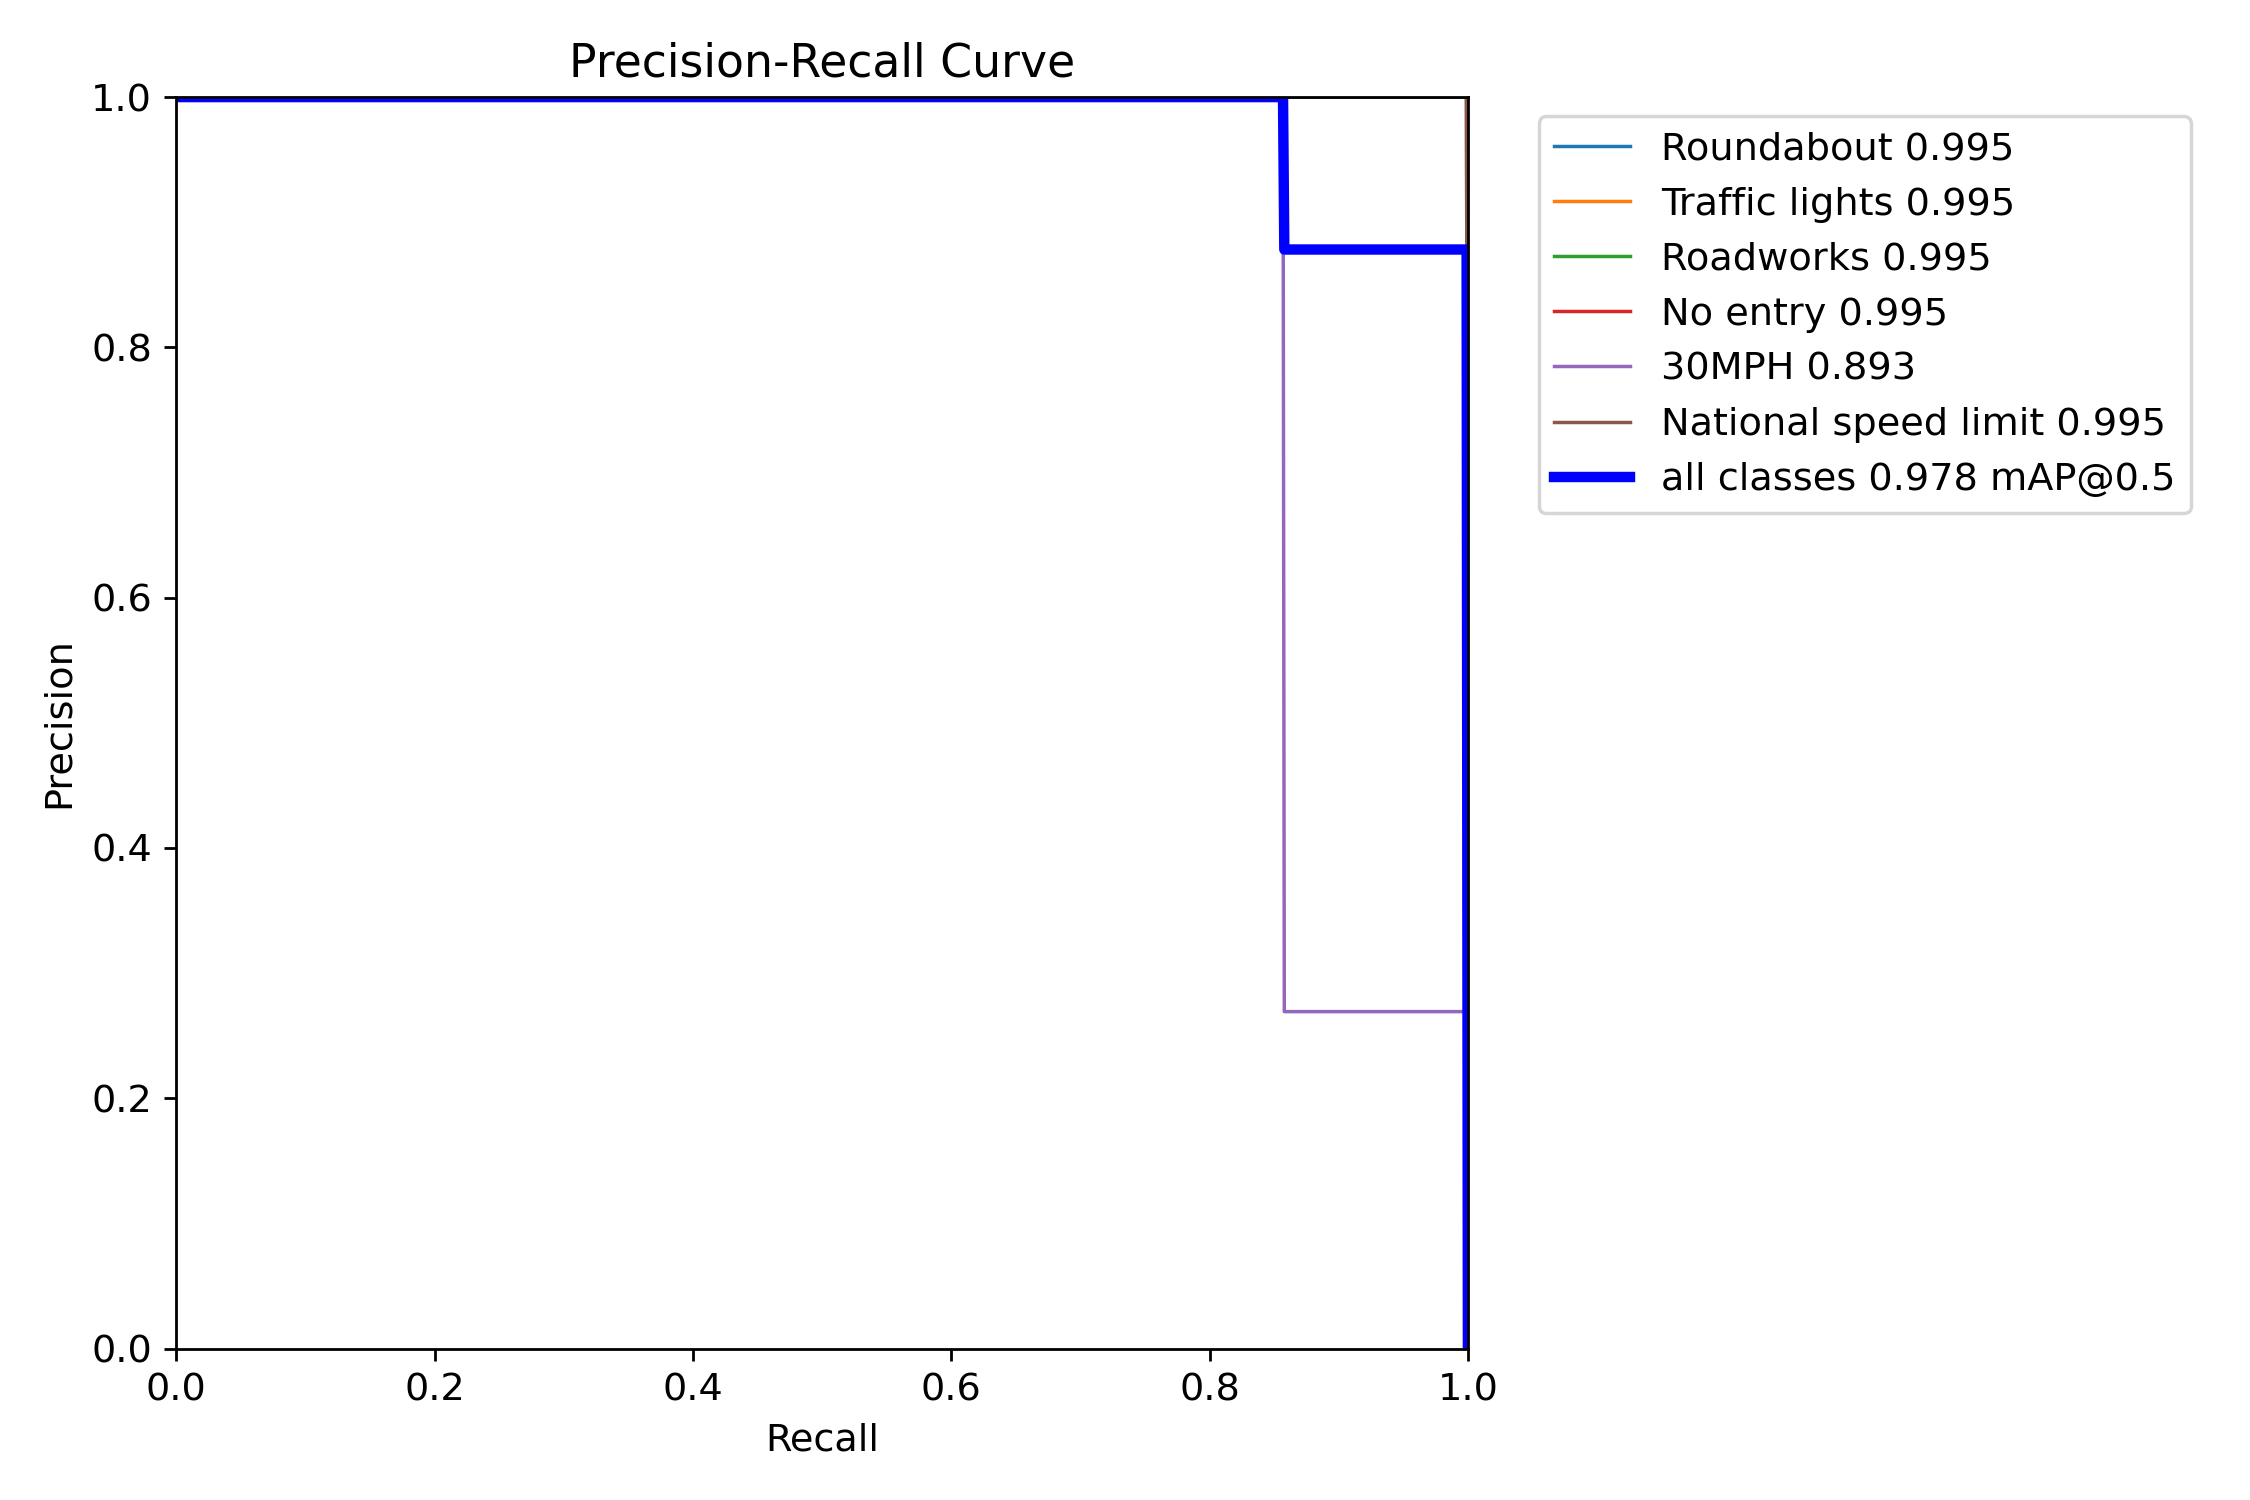 Precision-Recall Curve
1.0
0.8
0.6
0.4
0.2
0.0
Precision
0.0 0.2 0.4 0.6 0.8 1.0
Recall
Roundabout 0.995
Traffic lights 0.995
Roadworks 0.995
No entry 0.995
30MPH 0.893
National speed limit 0.995
all classes 0.978 mAP@0.5